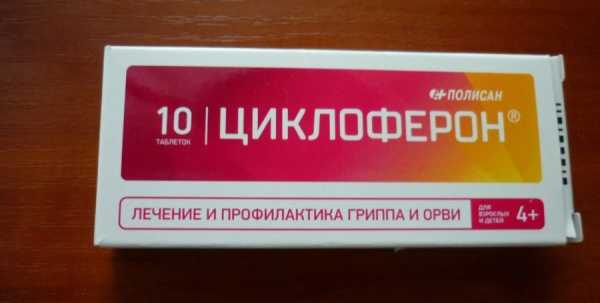 ПОЛИСАН
10
ТАБЛЕТОК
ЦИКЛОФЕРОН®
ЛЕЧЕНИЕ И ПРОФИЛАКТИКА ГРИППА И ОРВИ
ДЛЯ
ВЗРОСЛЫХ
И ДЕТЕЙ
4+